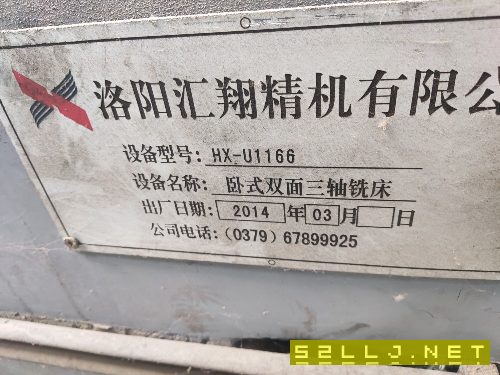 洛阳汇翔精机有限公
设备型号: HX-U1166
设备名称: 卧式双面三轴铣床
出厂日期: 2014 年 03 月 日
公司电话: (0379) 67899925
52LLJ.NET